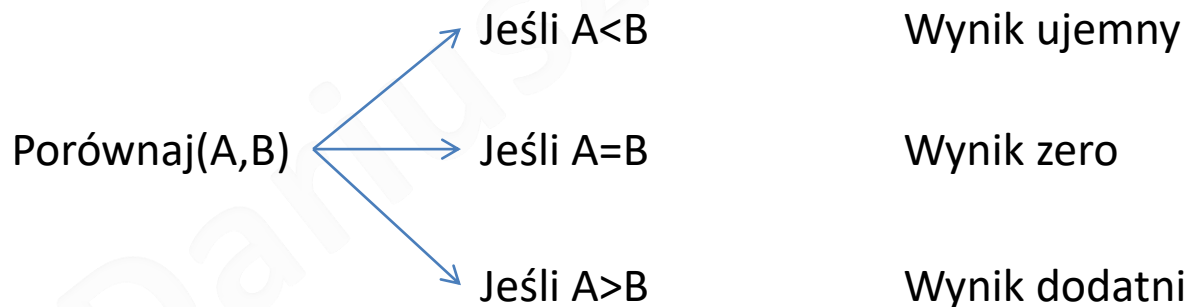 Jeśli A<B Wynik ujemny
Porównaj(A,B) Jeśli A=B Wynik zero
Jeśli A>B Wynik dodatni